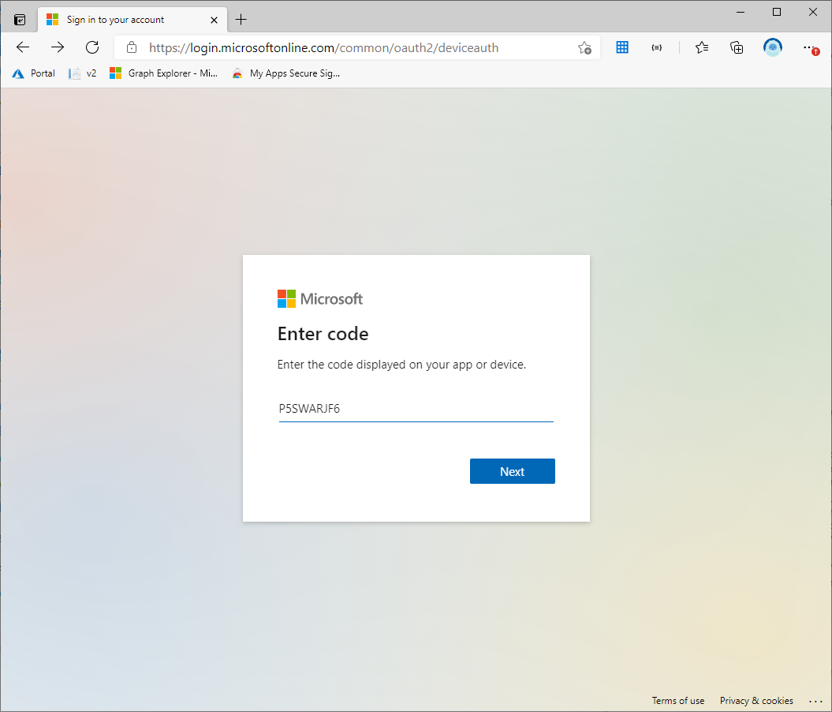 Sign in to your account
https://login.microsoftonline.com/common/oauth2/deviceauth
Portal v2 Graph Explorer - Mi... My Apps Secure Sig...
Microsoft
Enter code
Enter the code displayed on your app or device.
P5SWARJF6
Next
Terms of use Privacy & cookies ...